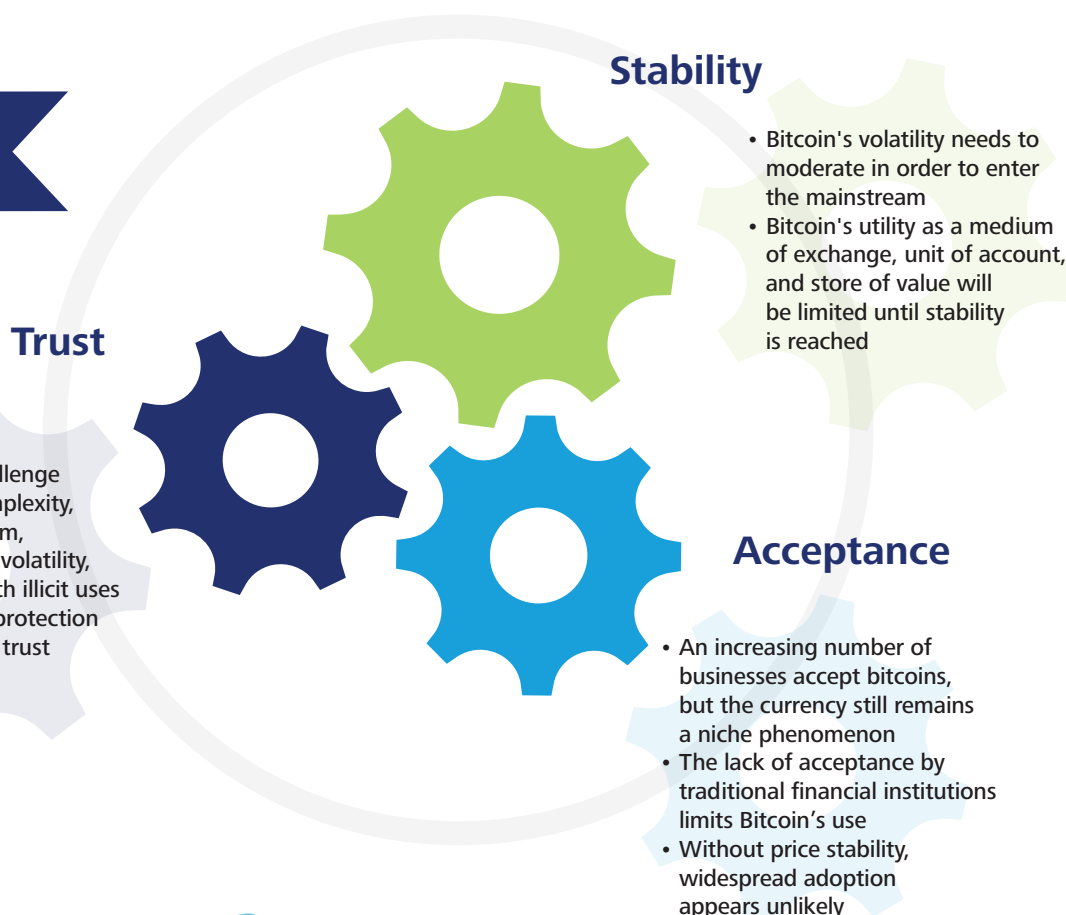 Stability
• Bitcoin's volatility needs to
moderate in order to enter
the mainstream
• Bitcoin's utility as a medium
of exchange, unit of account,
and store of value will
be limited until stability
is reached
Trust
volatility,
illicit uses
protection
trust
Acceptance
• An increasing number of
businesses accept bitcoins,
but the currency still remains
a niche phenomenon
• The lack of acceptance by
traditional financial institutions
limits Bitcoin’s use
• Without price stability,
widespread adoption
appears unlikely